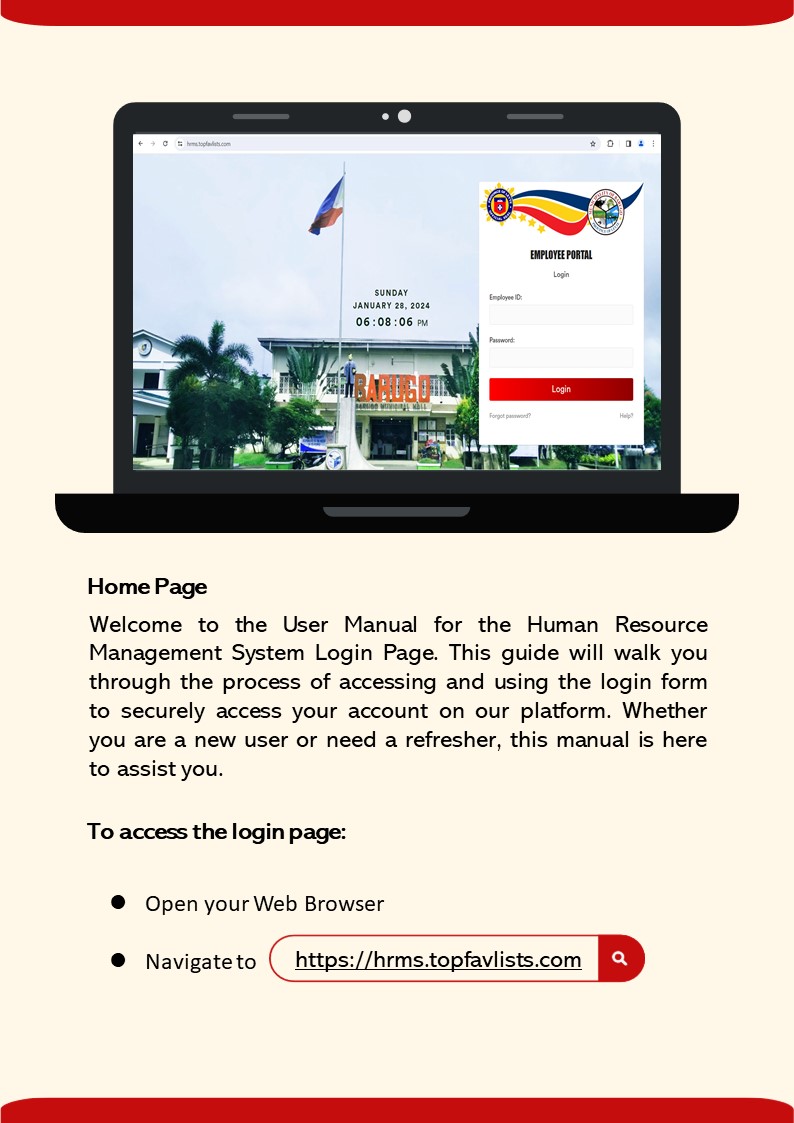 hrms.topfavlists.com
EMPLOYEE PORTAL
Login
SUNDAY
JANUARY 28, 2024
06:08:06 PM
Employee ID:
Password:
Login
Forgot password?
Help?
BARUGO
BARUGO MUNICIPAL HALL
Home Page
Welcome to the User Manual for the Human Resource
Management System Login Page. This guide will walk you
through the process of accessing and using the login form
to securely access your account on our platform. Whether
you are a new user or need a refresher, this manual is here
to assist you.
To access the login page:
Open your Web Browser
Navigate to https://hrms.topfavlists.com